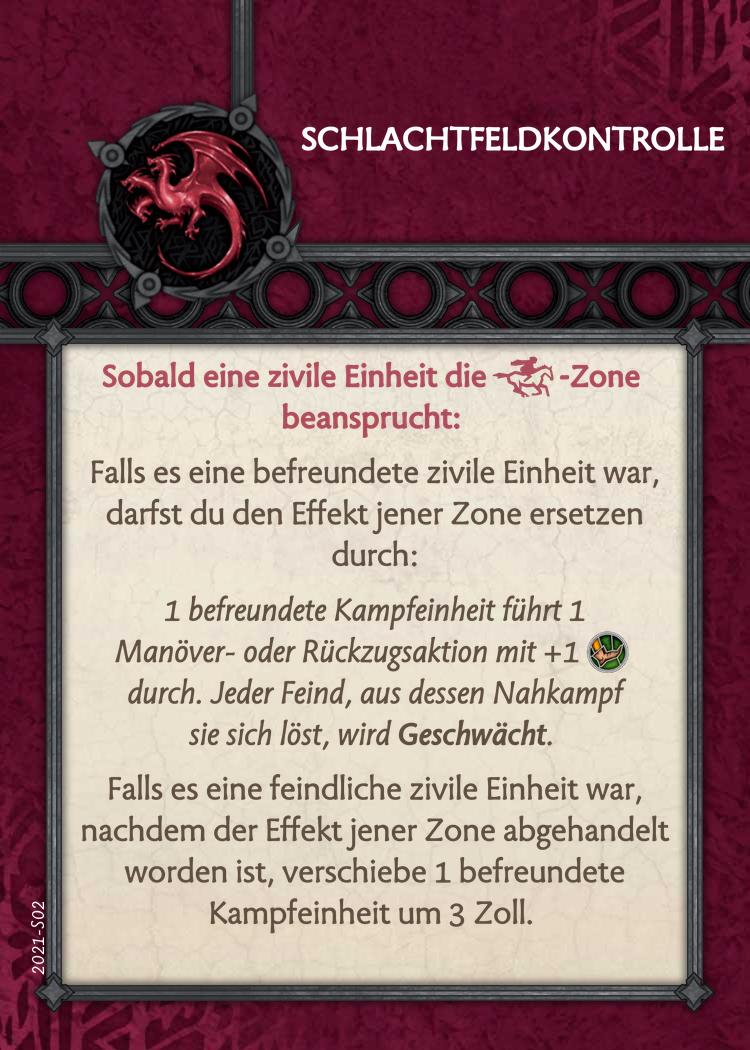 SCHLACHTFELDKONTROLLE
Sobald eine zivile Einheit die -Zone
beansprucht:
Falls es eine befreundete zivile Einheit war,
darfst du den Effekt jener Zone ersetzen
durch:
1 befreundete Kampfeinheit führt 1
Manöver- oder Rückzugsaktion mit +1
durch. Jeder Feind, aus dessen Nahkampf
sie sich löst, wird Geschwächt.
Falls es eine feindliche zivile Einheit war,
nachdem der Effekt jener Zone abgehandelt
worden ist, verschiebe 1 befreundete
Kampfeinheit um 3 Zoll.
2021-S02